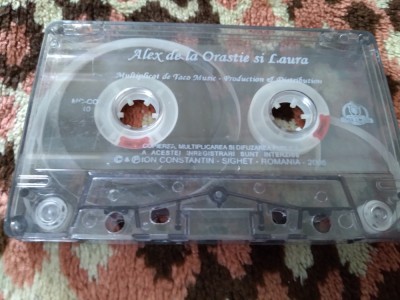 Alex de la Orastie si Laura
Multiplicat de Taca Music - Production & Distribution
COPIEREA, MULTIPLICAREA SI DIFUZAREA PUBLICA
A ACESTEI INREGISTRARI SUNT INTERZISE
© & ℗ ION CONSTANTIN - SIGHET - ROMANIA - 2006